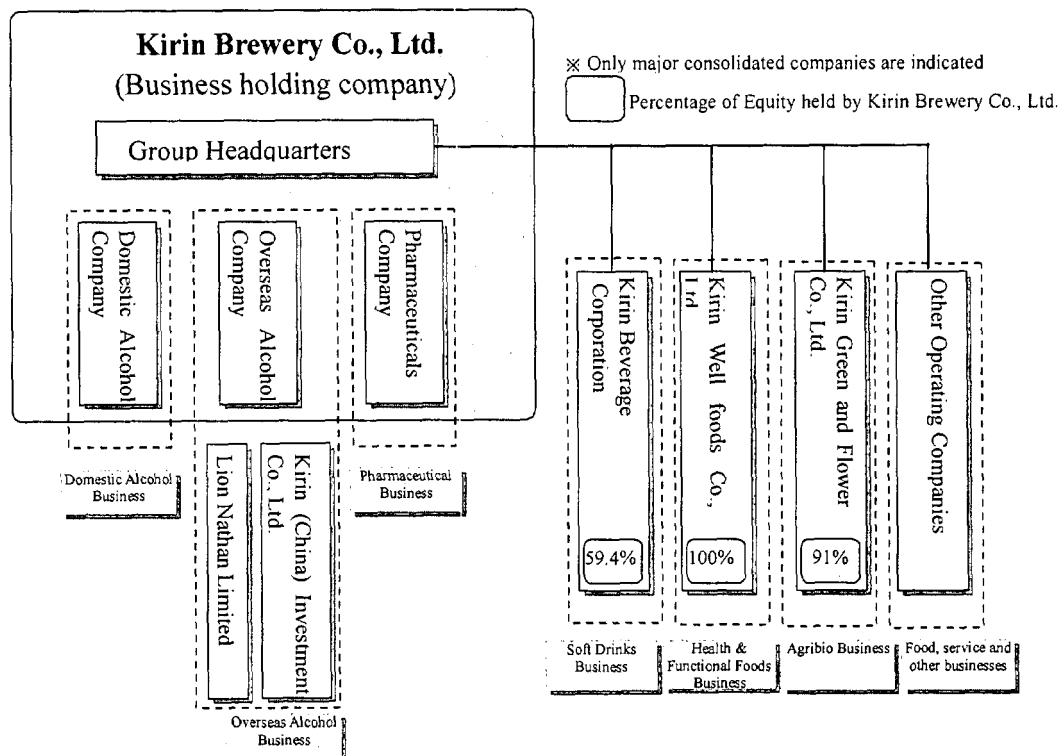 Kirin Brewery Co., Ltd.
(Business holding company)
Group Headquarters
※ Only major consolidated companies are indicated
Percentage of Equity held by Kirin Brewery Co., Ltd.
Domestic Alcohol
Company
Overseas Alcohol
Company
Pharmaceuticals
Company
Domestic Alcohol
Business
Lion Nathan Limited
Kirin (China) Investment
Co., Ltd.
Pharmaceutical
Business
Overseas Alcohol
Business
Kirin Beverage
Corporation
59.4%
Kirin Well foods Co.,
Ltd
100%
Kirin Green and Flower
Co., Ltd.
91%
Other Operating Companies
Soft Drinks
Business
Health &
Functional Foods
Business
Agribio Business
Food, service and
other businesses